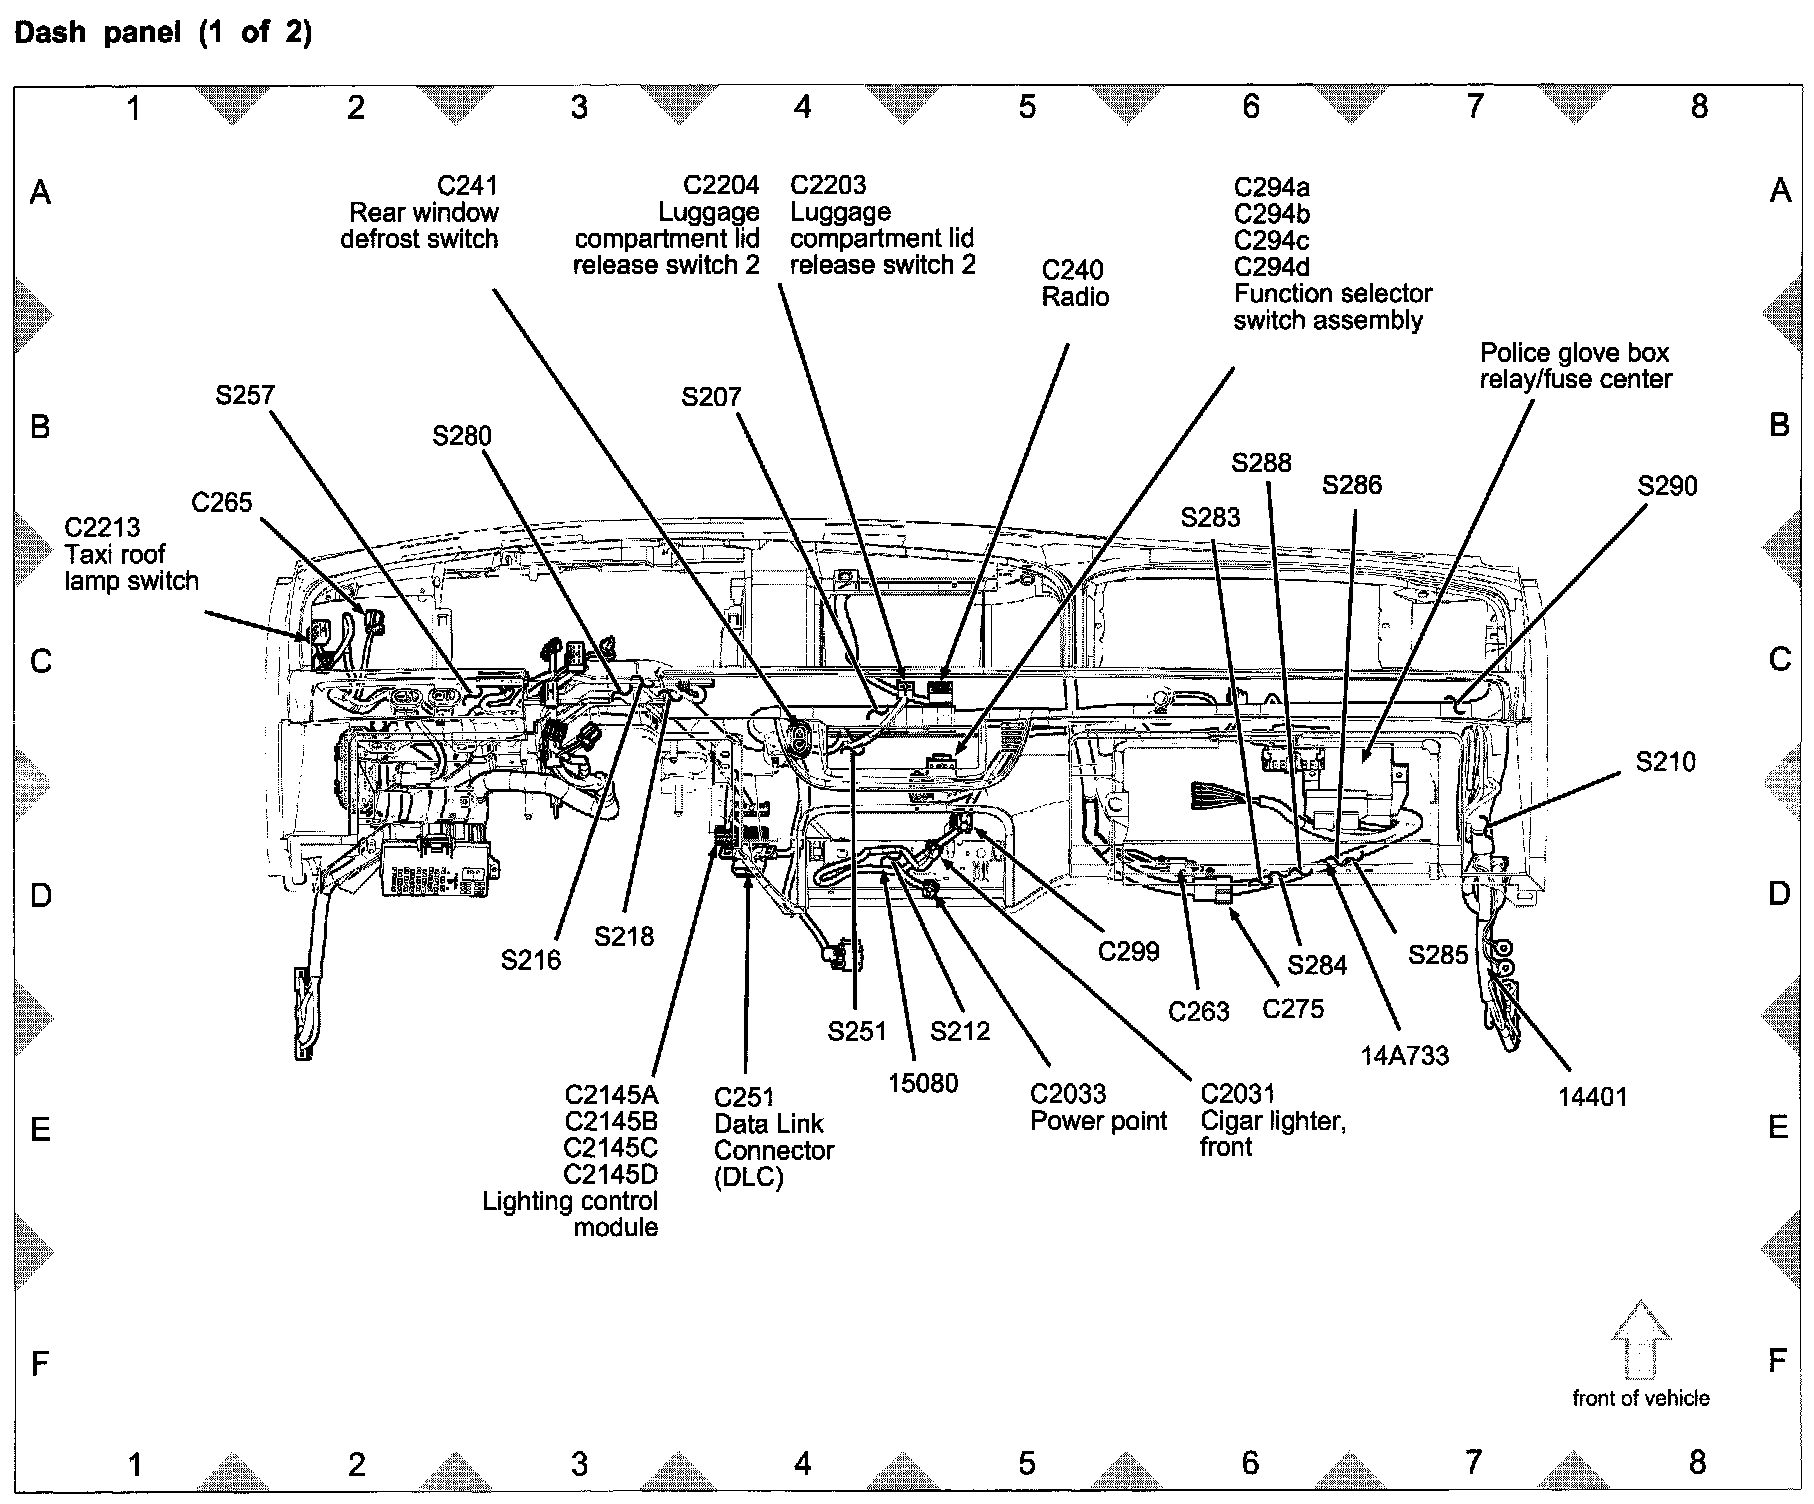 Dash panel (1 of 2)
1 2 3 4 5 6 7 8
A A
C241
Rear window
defrost switch
C2204
Luggage
compartment lid
release switch 2
C2203
Luggage
compartment lid
release switch 2
C240
Radio
C294a
C294b
C294c
C294d
Function selector
switch assembly
Police glove box
relay/fuse center
B B
S257
S280
S207
S288
S286
S290
S283
C265
C2213
Taxi roof
lamp switch
C C
S210
D D
S216
S218
C299
S284
S285
C263
C275
S251
S212
15080
14A733
14401
C2145A
C2145B
C2145C
C2145D
Lighting control
module
C251
Data Link
Connector
(DLC)
C2033
Power point
C2031
Cigar lighter,
front
E E
F F
front of vehicle
1 2 3 4 5 6 7 8